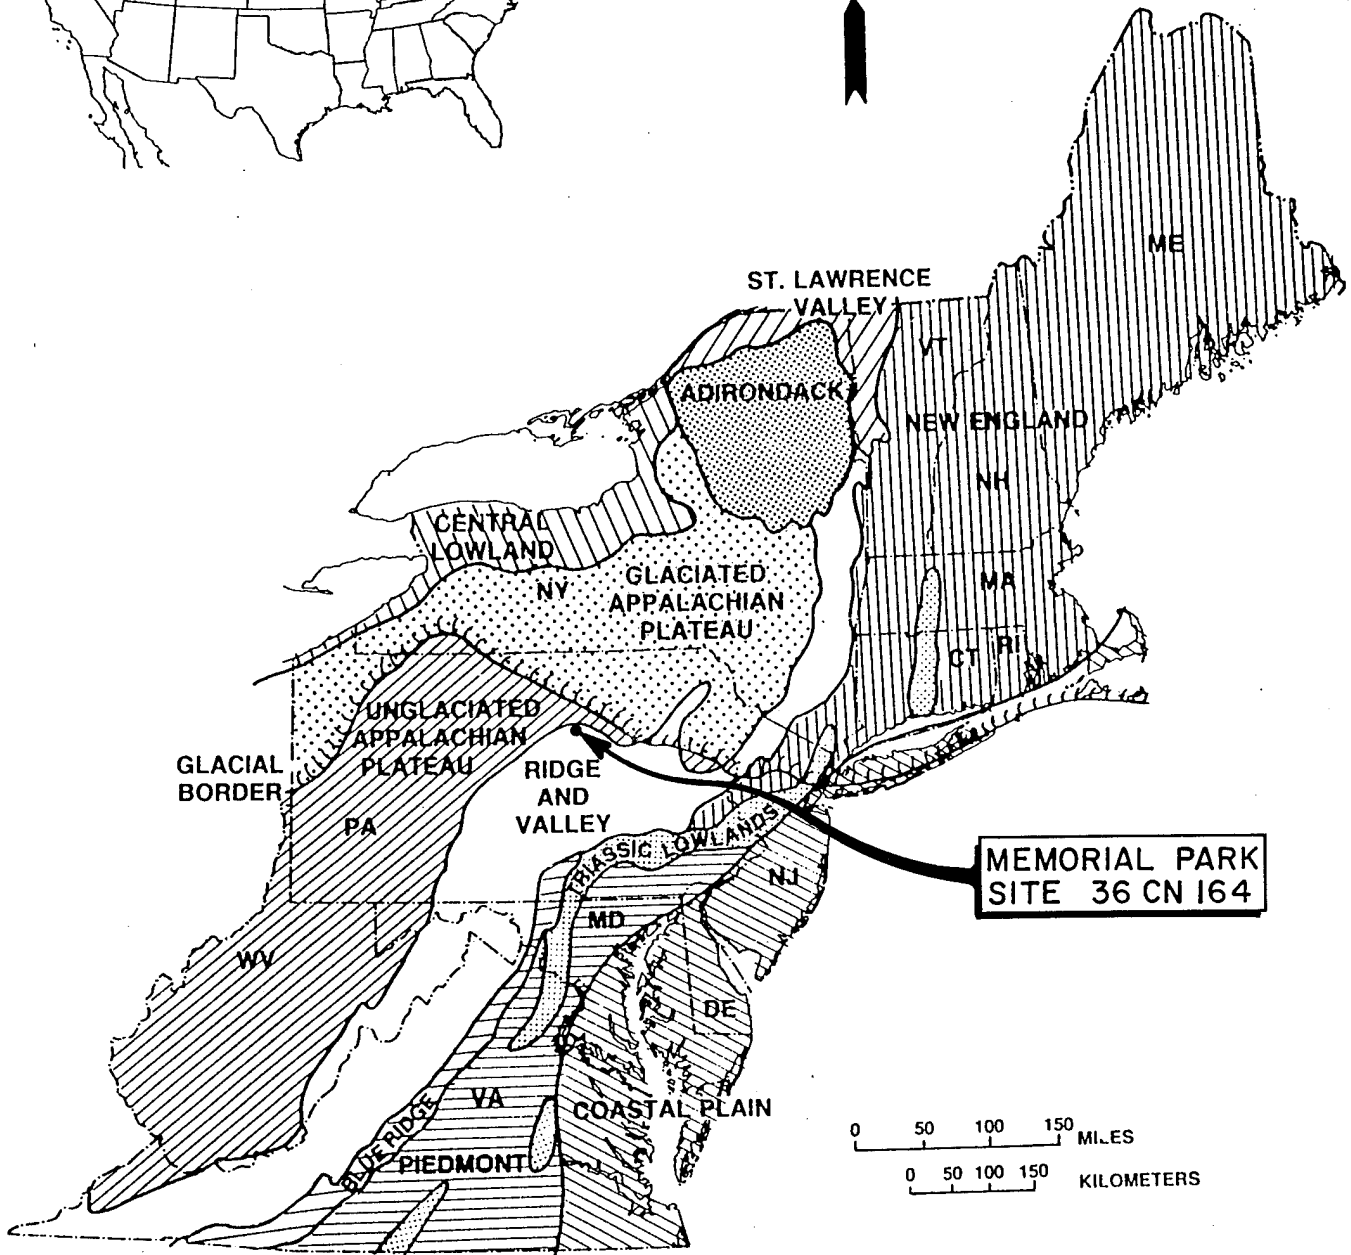 ME
ST. LAWRENCE
VALLEY
VT
ADIRONDACK
NEW ENGLAND
NH
CENTRAL
LOWLAND
NY
GLACIATED
APPALACHIAN
PLATEAU
MA
CT
RI
UNGLACIATED
APPALACHIAN
PLATEAU
GLACIAL
BORDER
RIDGE
AND
VALLEY
PA
TRIASSIC LOWLANDS
MEMORIAL PARK
SITE 36 CN 164
NJ
MD
WV
DE
VA
COASTAL PLAIN
BLUE RIDGE
PIEDMONT
0 50 100 150 MILES
0 50 100 150 KILOMETERS